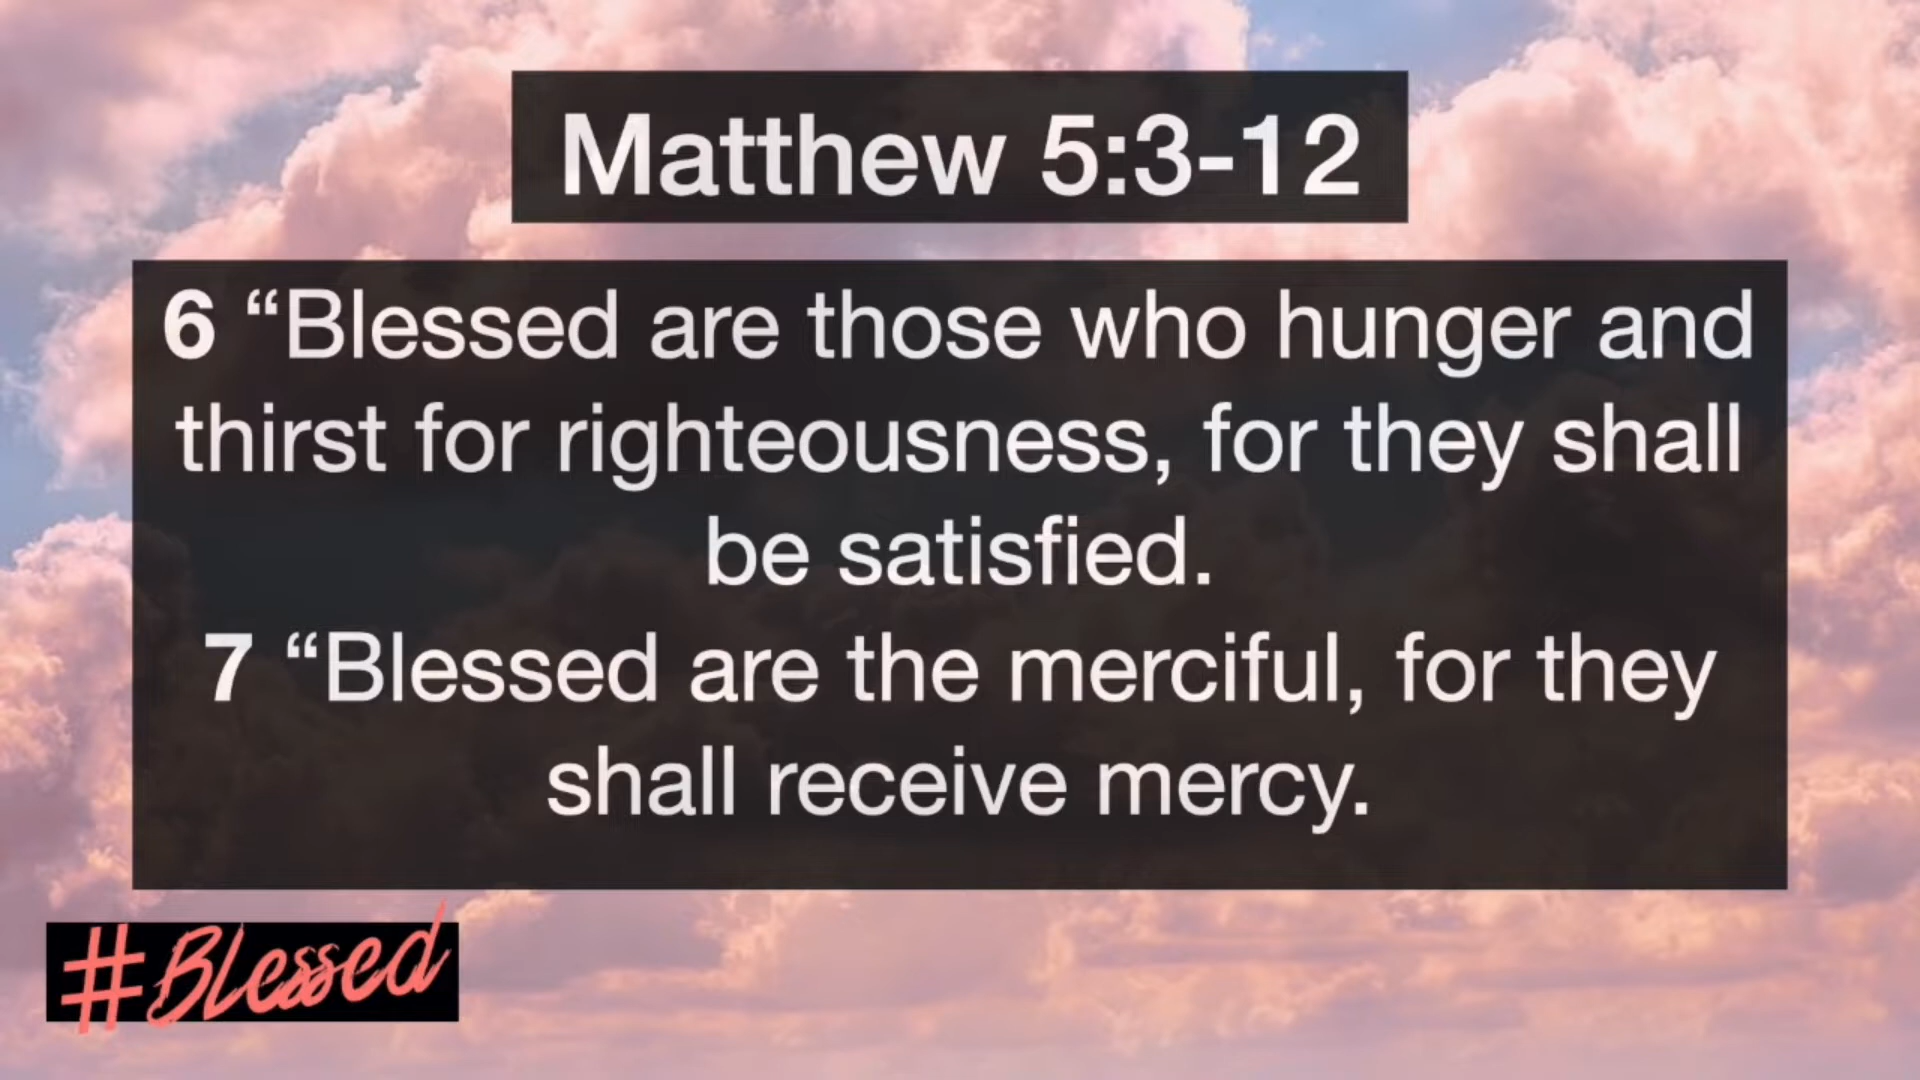 Matthew 5:3-12
6 “Blessed are those who hunger and
thirst for righteousness, for they shall
be satisfied.
7 “Blessed are the merciful, for they
shall receive mercy.
#Blessed